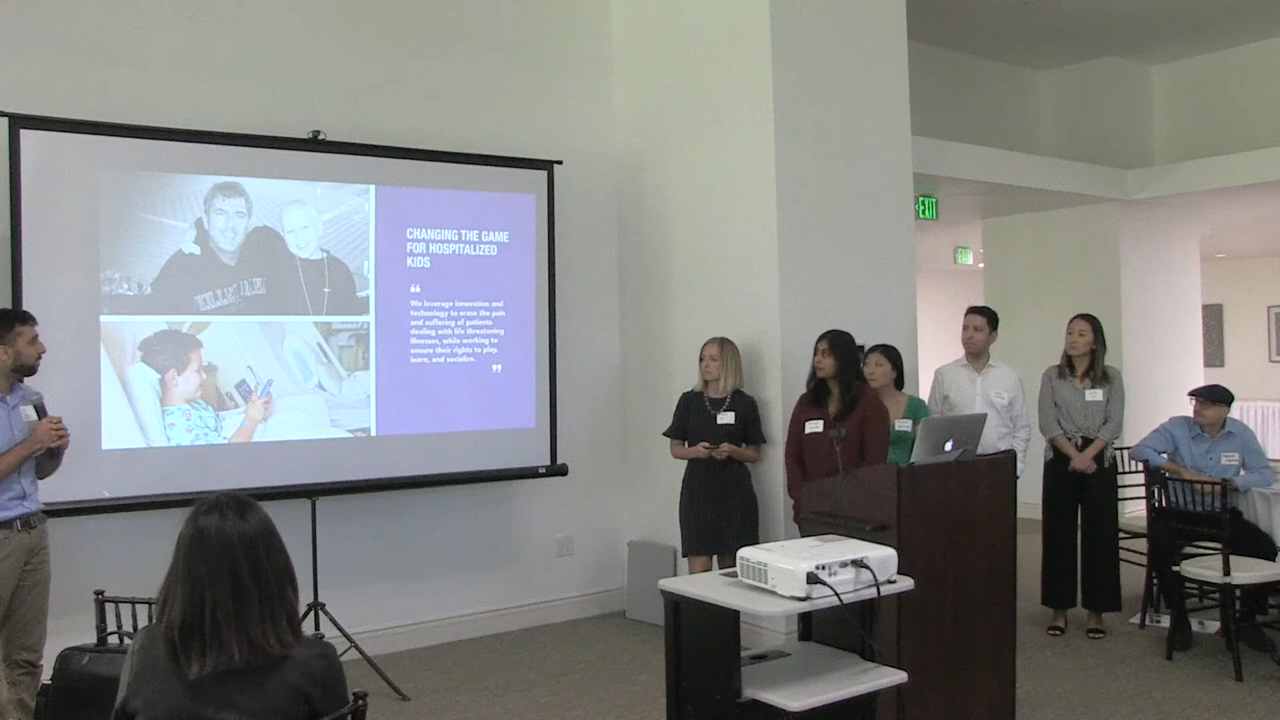 CHANGING THE GAME
FOR HOSPITALIZED
KIDS
“
We leverage innovation and
technology to erase the pain
and suffering of patients
dealing with life threatening
illnesses, while working to
ensure their rights to play,
learn, and socialize.
”
EXIT
EXIT